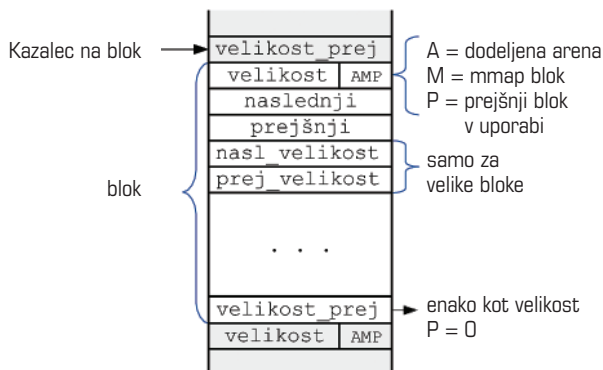 Kazalec na blok
velikost_prej
velikost AMP
naslednji
prejšnji
nasl_velikost
prej_velikost
. . .
velikost_prej
velikost AMP
blok
A = dodeljena arena
M = mmap blok
P = prejšnji blok
v uporabi
samo za
velike bloke
enako kot velikost
P = 0